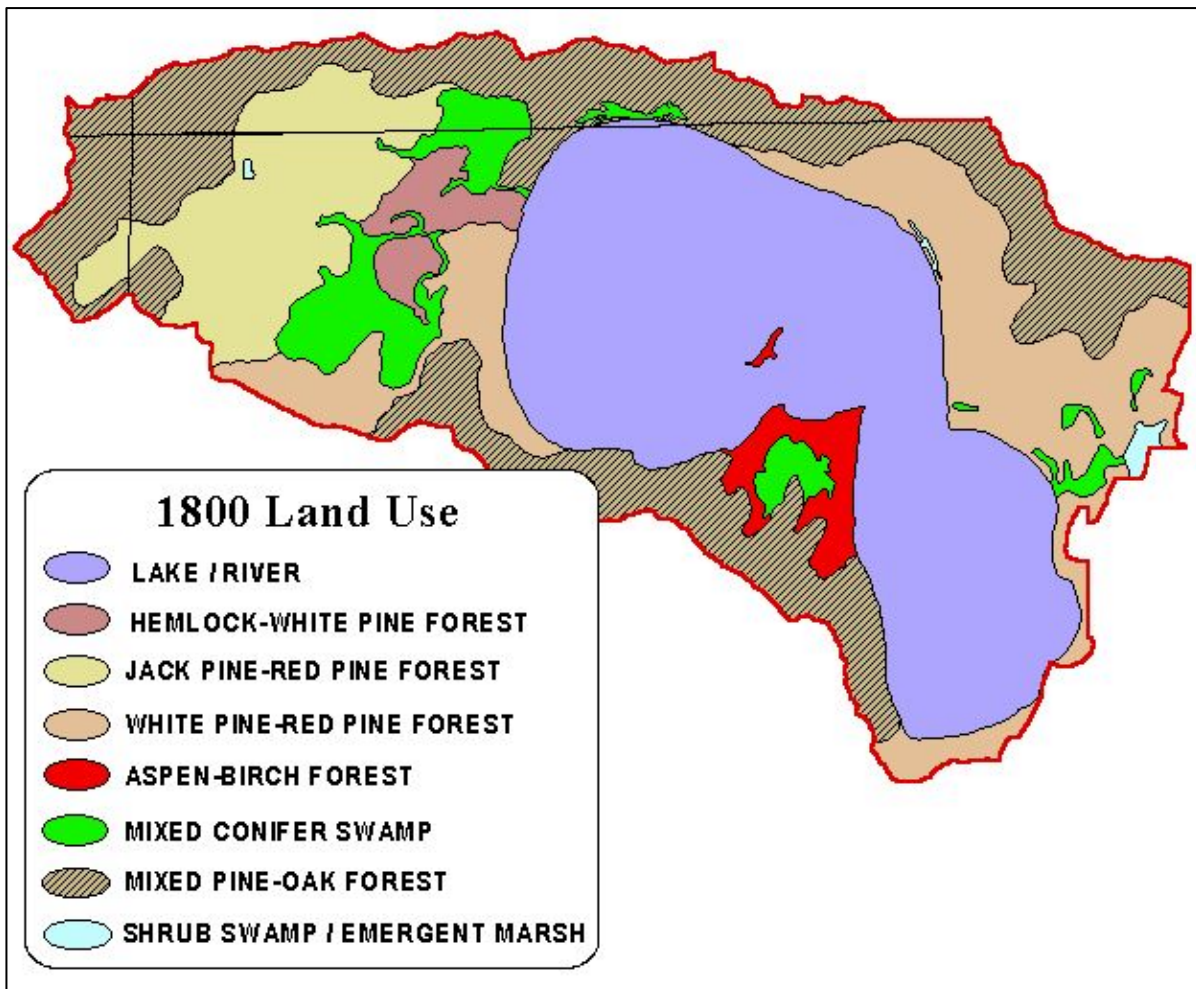 1800 Land Use
LAKE / RIVER
HEMLOCK-WHITE PINE FOREST
JACK PINE-RED PINE FOREST
WHITE PINE-RED PINE FOREST
ASPEN-BIRCH FOREST
MIXED CONIFER SWAMP
MIXED PINE-OAK FOREST
SHRUB SWAMP / EMERGENT MARSH